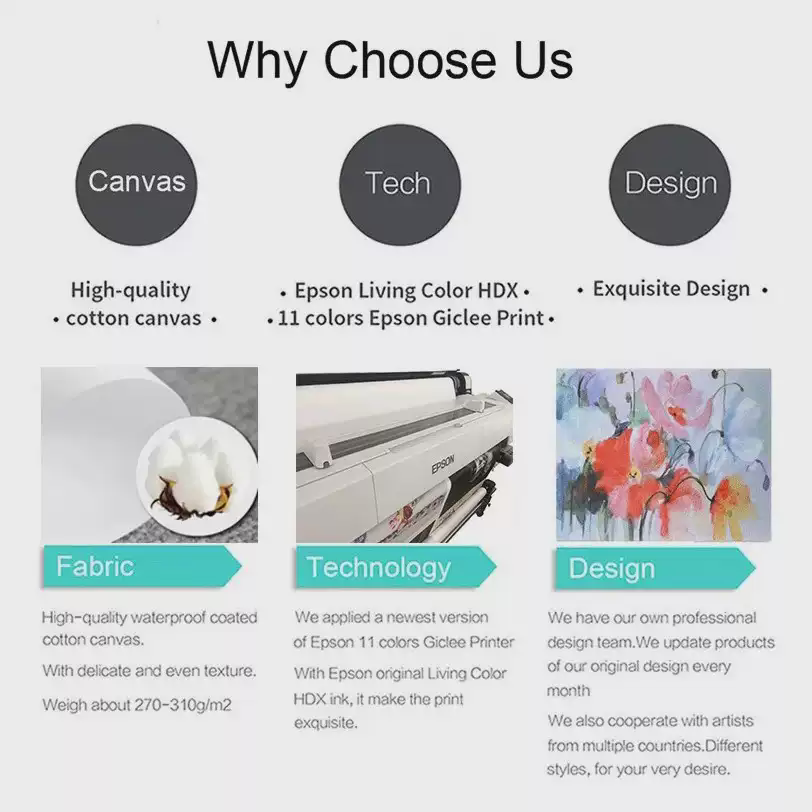 Why Choose Us
Canvas
Tech
Design
High-quality
• cotton canvas •
• Epson Living Color HDX •
• 11 colors Epson Giclee Print •
• Exquisite Design •
EPSON
Fabric
Technology
Design
High-quality waterproof coated
cotton canvas.
With delicate and even texture.
Weigh about 270-310g/m2
We applied a newest version
of Epson 11 colors Giclee Printer
With Epson original Living Color
HDX ink, it make the print
exquisite.
We have our own professional
design team.We update products
of our original design every
month
We also cooperate with artists
from multiple countries.Different
styles, for your very desire.